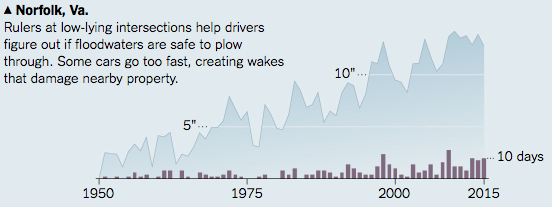 ▲ Norfolk, Va.
Rulers at low-lying intersections help drivers
figure out if floodwaters are safe to plow
through. Some cars go too fast, creating wakes
that damage nearby property.
10"
5"
10 days
1950 1975 2000 2015